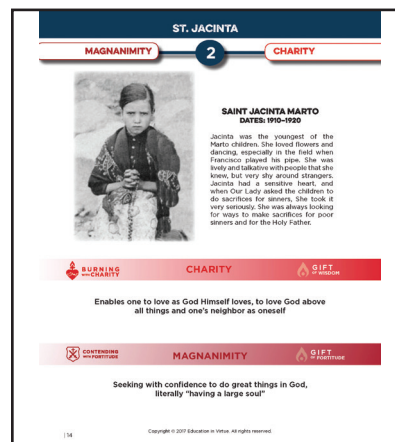 ST. JACINTA
MAGNANIMITY
2
CHARITY
SAINT JACINTA MARTO
DATES: 1910–1920
Jacinta was the youngest of the
Marto children. She loved flowers and
dancing, especially in the field when
Francisco played his pipe. She was
lively and talkative with people that she
knew, but very shy around strangers.
Jacinta had a sensitive heart, and
when Our Lady asked the children to
do sacrifices for sinners, She took it
very seriously. She was always looking
for ways to make sacrifices for poor
sinners and for the Holy Father.
BURNING
WITH CHARITY
CHARITY
GIFT
OF WISDOM
Enables one to love as God Himself loves, to love God above
all things and one's neighbor as oneself
CONTENDING
WITH FORTITUDE
MAGNANIMITY
GIFT
OF FORTITUDE
Seeking with confidence to do great things in God,
literally "having a large soul"
Copyright © 2017 Education in Virtue. All rights reserved.
| 14